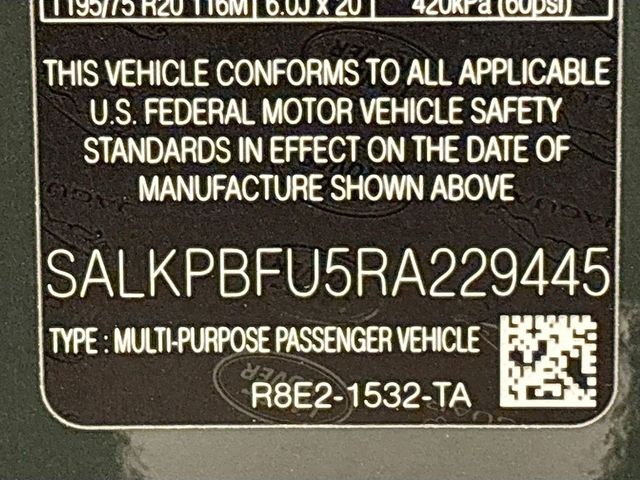 T195/75 R20 116M 6.0J x 20 420kPa (60psi)
THIS VEHICLE CONFORMS TO ALL APPLICABLE
U.S. FEDERAL MOTOR VEHICLE SAFETY
STANDARDS IN EFFECT ON THE DATE OF
MANUFACTURE SHOWN ABOVE
SALKPBFU5RA229445
TYPE : MULTI-PURPOSE PASSENGER VEHICLE
R8E2-1532-TA